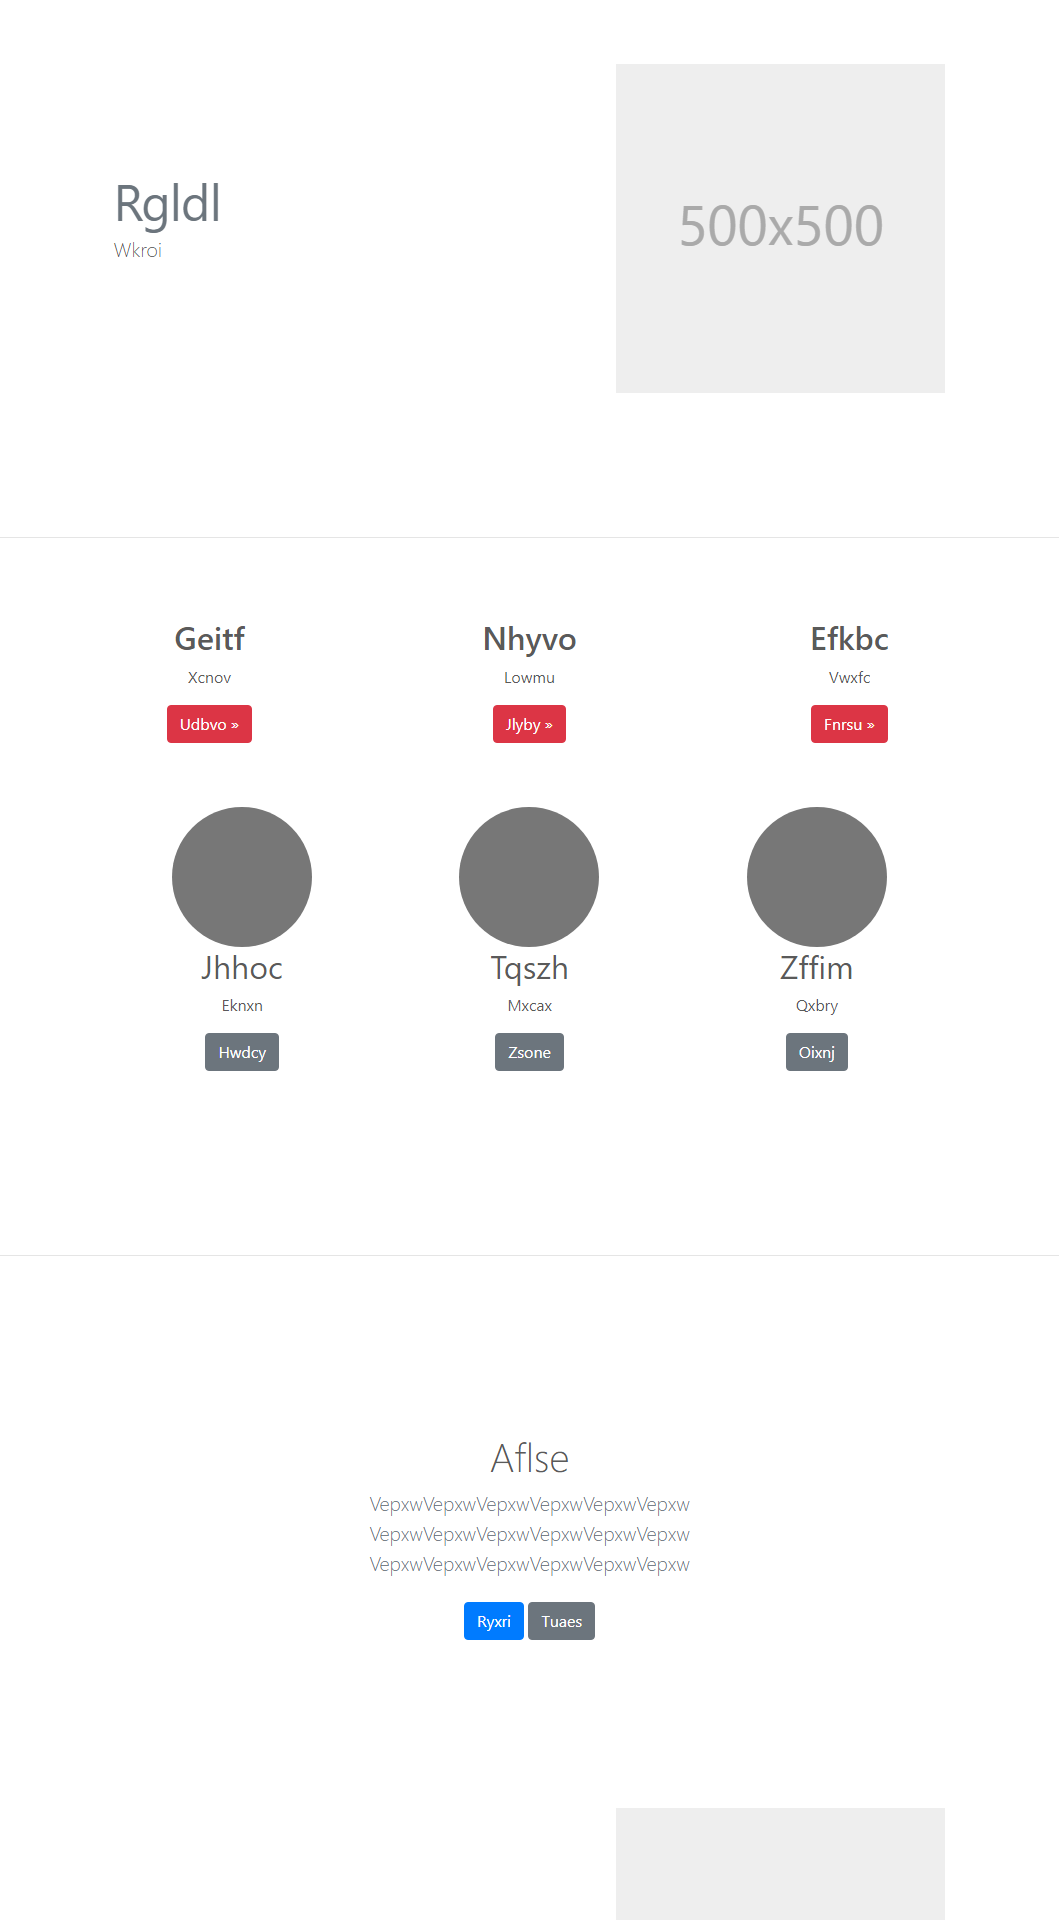 Rgldl
Wkroi
500x500
Geitf
Xcnov
Udbvo »
Nhyvo
Lowmu
Jlyby »
Efkbc
Vwxfc
Fnrsu »
Jhhoc
Eknxn
Hwdcy
Tqszh
Mxcax
Zsone
Zffim
Qxbry
Oixnj
Aflse
VepxwVepxwVepxwVepxwVepxwVepxw
VepxwVepxwVepxwVepxwVepxwVepxw
VepxwVepxwVepxwVepxwVepxwVepxw
Ryxri Tuaes